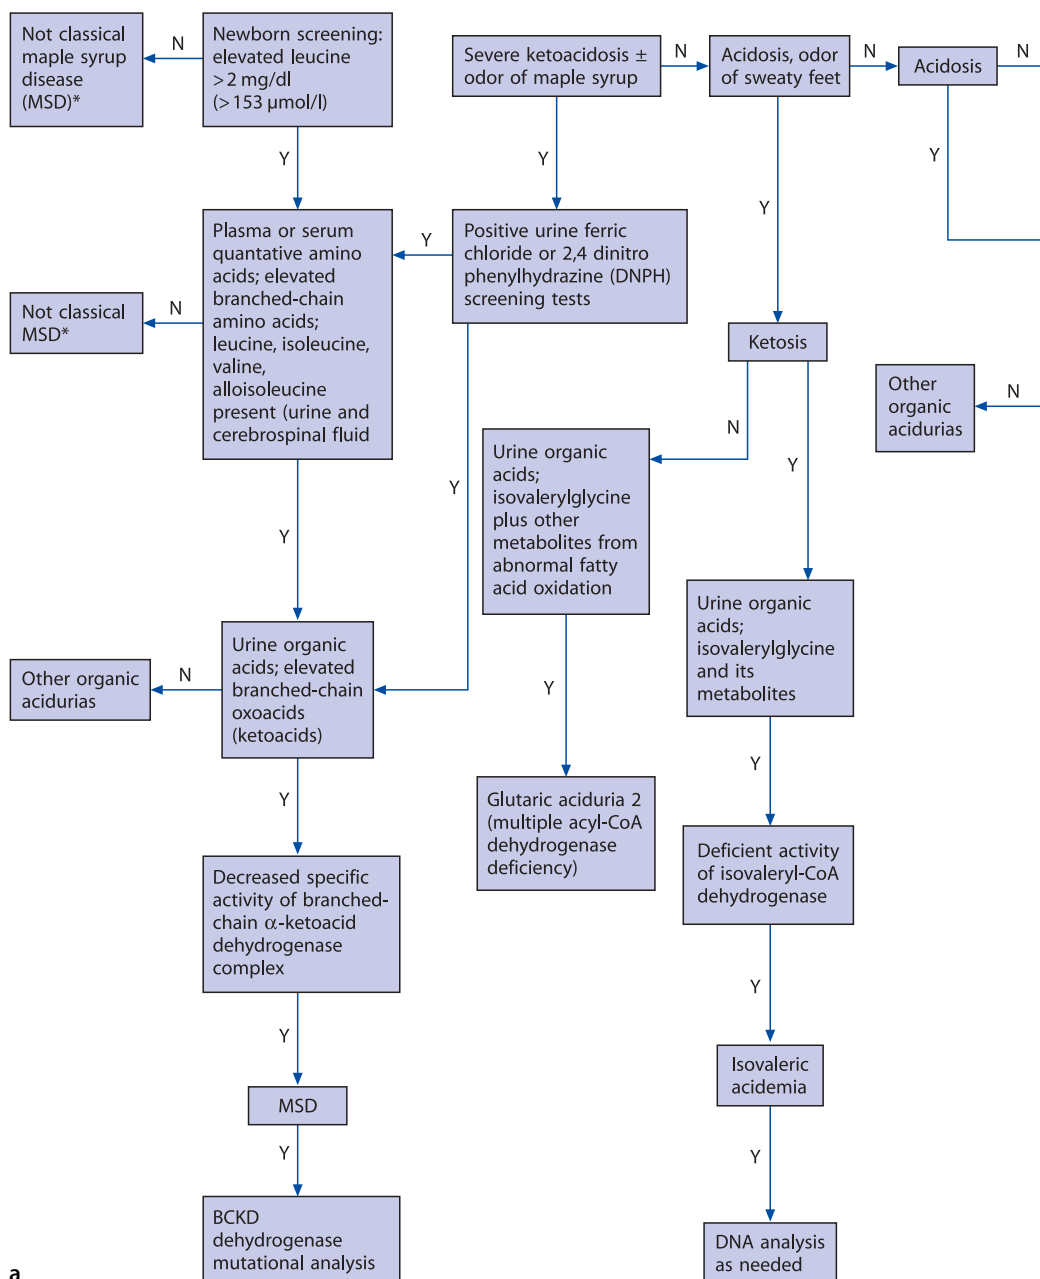 Not classical
maple syrup
disease
(MSD)*
N
Newborn screening:
elevated leucine
>2 mg/dl
(>153 µmol/l)
Severe ketoacidosis ±
odor of maple syrup
N
Acidosis, odor
of sweaty feet
N
Acidosis
N
Y
Y
Y
Y
Plasma or serum
quantative amino
acids; elevated
branched-chain
amino acids;
leucine, isoleucine,
valine,
alloisoleucine
present (urine and
cerebrospinal fluid
Y
Positive urine ferric
chloride or 2,4 dinitro
phenylhydrazine (DNPH)
screening tests
Not classical
MSD*
N
Ketosis
Other
organic
acidurias
N
N
Y
Y
Y
Urine organic
acids;
isovalerylglycine
plus other
metabolites from
abnormal fatty
acid oxidation
Urine organic
acids;
isovalerylglycine
and its
metabolites
Other organic
acidurias
N
Urine organic
acids; elevated
branched-chain
oxoacids
(ketoacids)
Y
Y
Y
Glutaric aciduria 2
(multiple acyl-CoA
dehydrogenase
deficiency)
Deficient activity
of isovaleryl-CoA
dehydrogenase
Decreased specific
activity of branched-
chain α-ketoacid
dehydrogenase
complex
Y
Y
Isovaleric
acidemia
MSD
Y
Y
BCKD
dehydrogenase
mutational analysis
DNA analysis
as needed
a